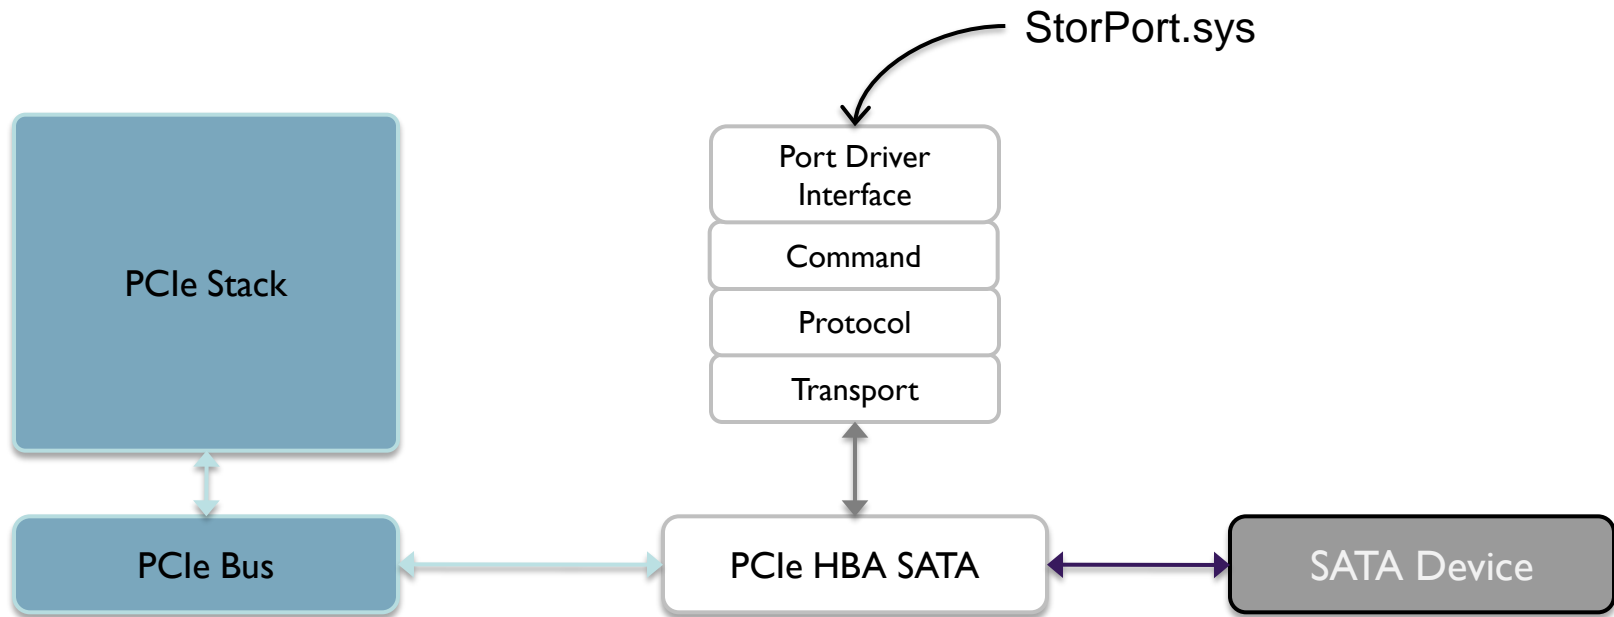 StorPort.sys
Port Driver
Interface
Command
PCIe Stack
Protocol
Transport
PCIe Bus
PCIe HBA SATA
SATA Device